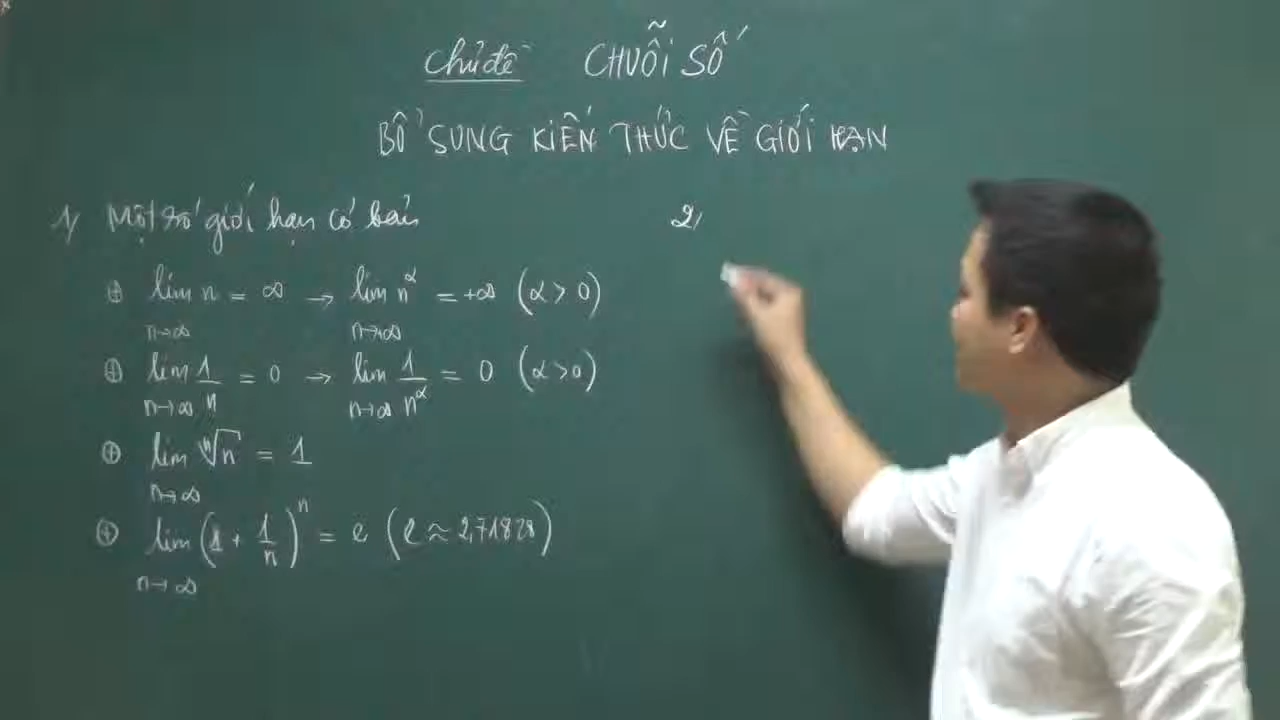 Chủ đề CHUỖI SỐ
BỔ SUNG KIẾN THỨC VỀ GIỚI HẠN
1/ Một số giới hạn cơ bản
⊕ lim n = ∞ → lim n^α = +∞ (α > 0)
n→∞ n→∞
⊕ lim 1/n = 0 → lim 1/n^α = 0 (α > 0)
n→∞ n→∞
⊕ lim ⁿ√n = 1
n→∞
⊕ lim (1 + 1/n)^n = e (e ≈ 2,71828)
n→∞
2/